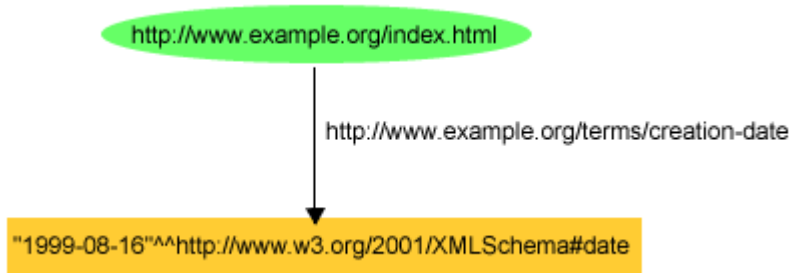 http://www.example.org/index.html
http://www.example.org/terms/creation-date
"1999-08-16"^^http://www.w3.org/2001/XMLSchema#date